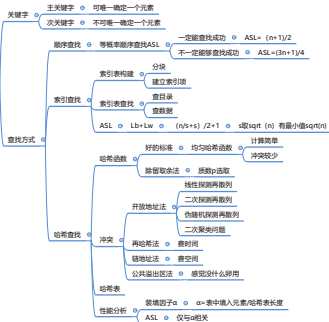 关键字
主关键字
可唯一确定一个元素
次关键字
不可唯一确定一个元素
查找方式
顺序查找
等概率顺序查找ASL
一定能查找成功
ASL=（n+1)/2
不一定能够查找成功
ASL=(3n+1)/4
索引查找
索引表构建
分块
建立索引项
索引表查找
查目录
查数据
ASL
Lb+Lw
（n/s+s）/2+1
s取sqrt（n）有最小值sqrt(n)
哈希查找
哈希函数
好的标准
均匀哈希函数
计算简单
冲突较少
除留取余法
质数p选取
冲突
开放地址法
线性探测再散列
二次探测再散列
伪随机探测再散列
二次聚类问题
再哈希法
费时间
链地址法
费空间
公共溢出区法
感觉没什么卵用
哈希表
性能分析
装填因子α
α=表中填入元素/哈希表长度
ASL
仅与α相关